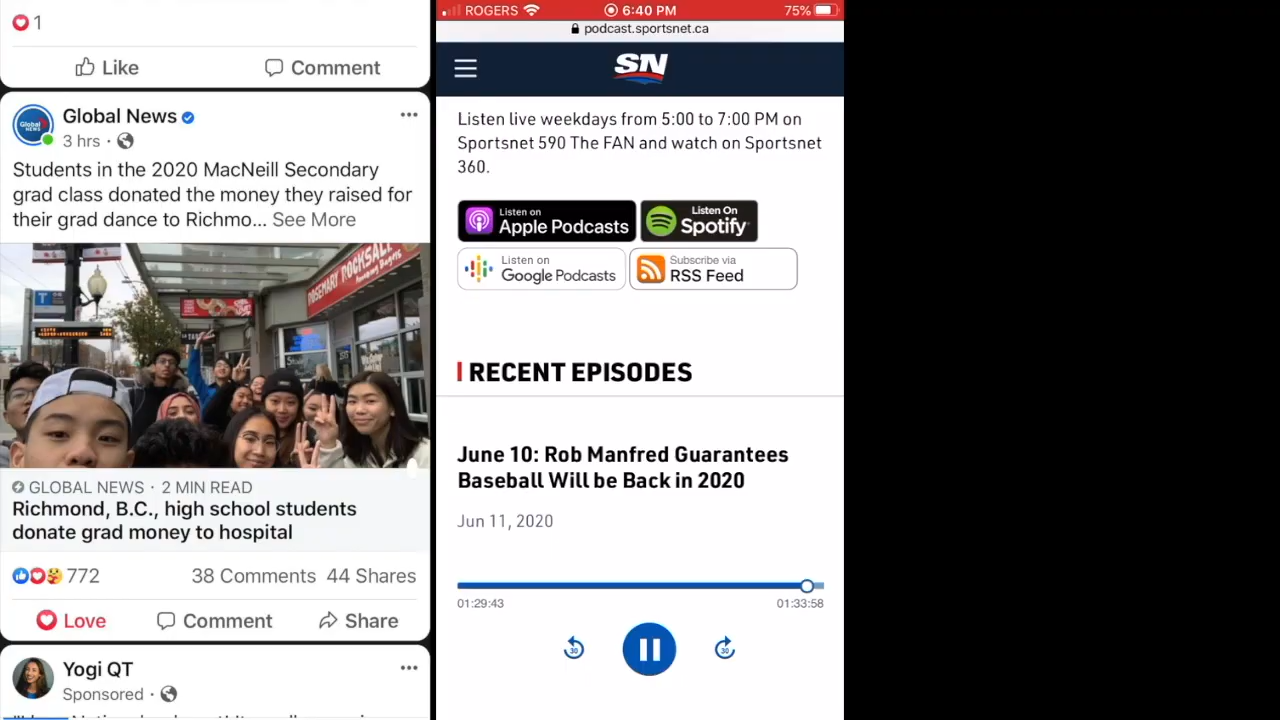 1
Like
Comment
Global News
3 hrs ·
Students in the 2020 MacNeill Secondary
grad class donated the money they raised for
their grad dance to Richmo... See More
ROSEMARY ROCKSALT
GLOBAL NEWS · 2 MIN READ
Richmond, B.C., high school students
donate grad money to hospital
772
38 Comments 44 Shares
Love
Comment
Share
Yogi QT
Sponsored ·
ROGERS
6:40 PM
75%
podcast.sportsnet.ca
SN
Listen live weekdays from 5:00 to 7:00 PM on
Sportsnet 590 The FAN and watch on Sportsnet
360.
Listen on
Apple Podcasts
Listen On
Spotify
Listen on
Google Podcasts
Subscribe via
RSS Feed
RECENT EPISODES
June 10: Rob Manfred Guarantees
Baseball Will be Back in 2020
Jun 11, 2020
01:29:43
01:33:58
30
30